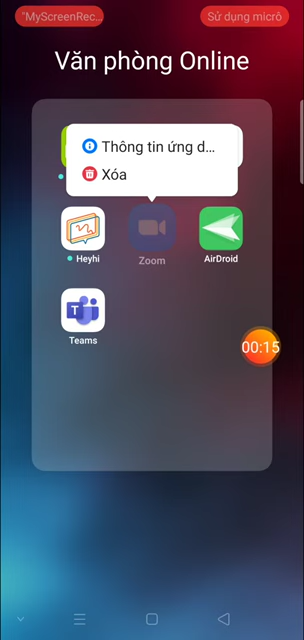 "MyScreenRec...
Sử dụng micrô
Văn phòng Online
Thông tin ứng d...
Xóa
Heyhi
Zoom
AirDroid
Teams
T
00:15